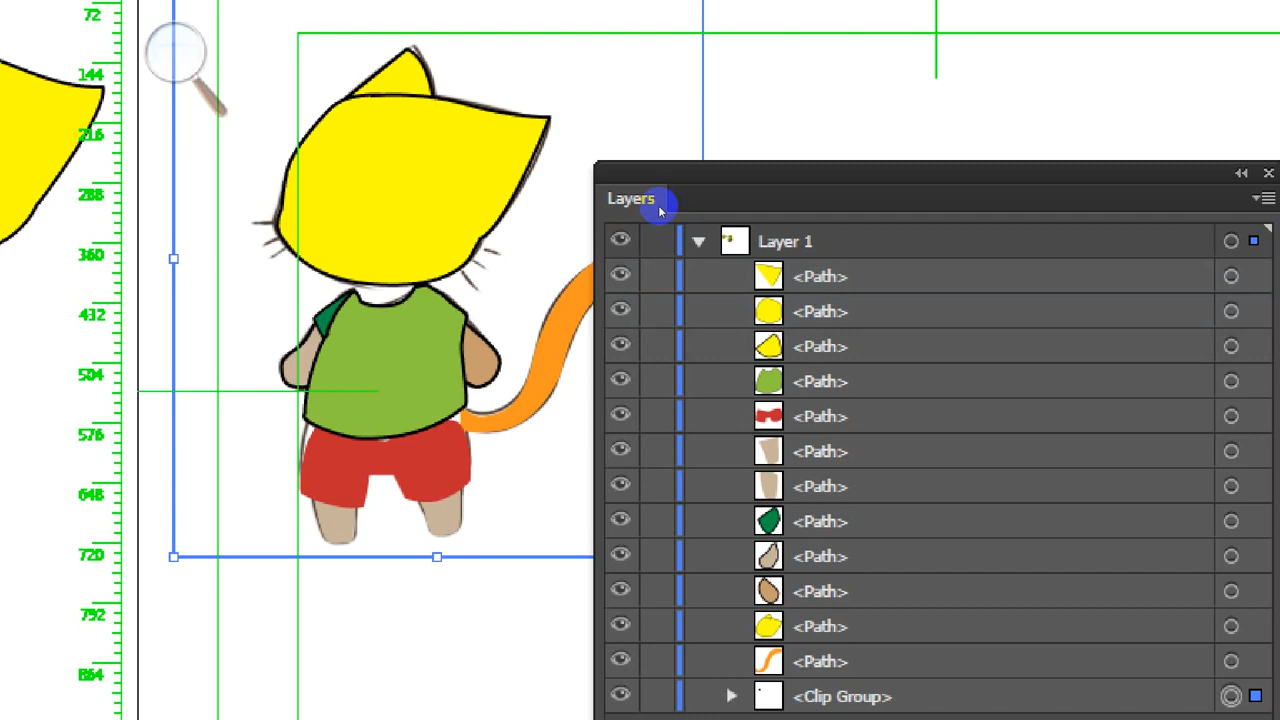 72
144
216
288
360
432
504
576
648
720
792
864
Layers
Layer 1
<Path>
<Path>
<Path>
<Path>
<Path>
<Path>
<Path>
<Path>
<Path>
<Path>
<Path>
<Path>
<Clip Group>